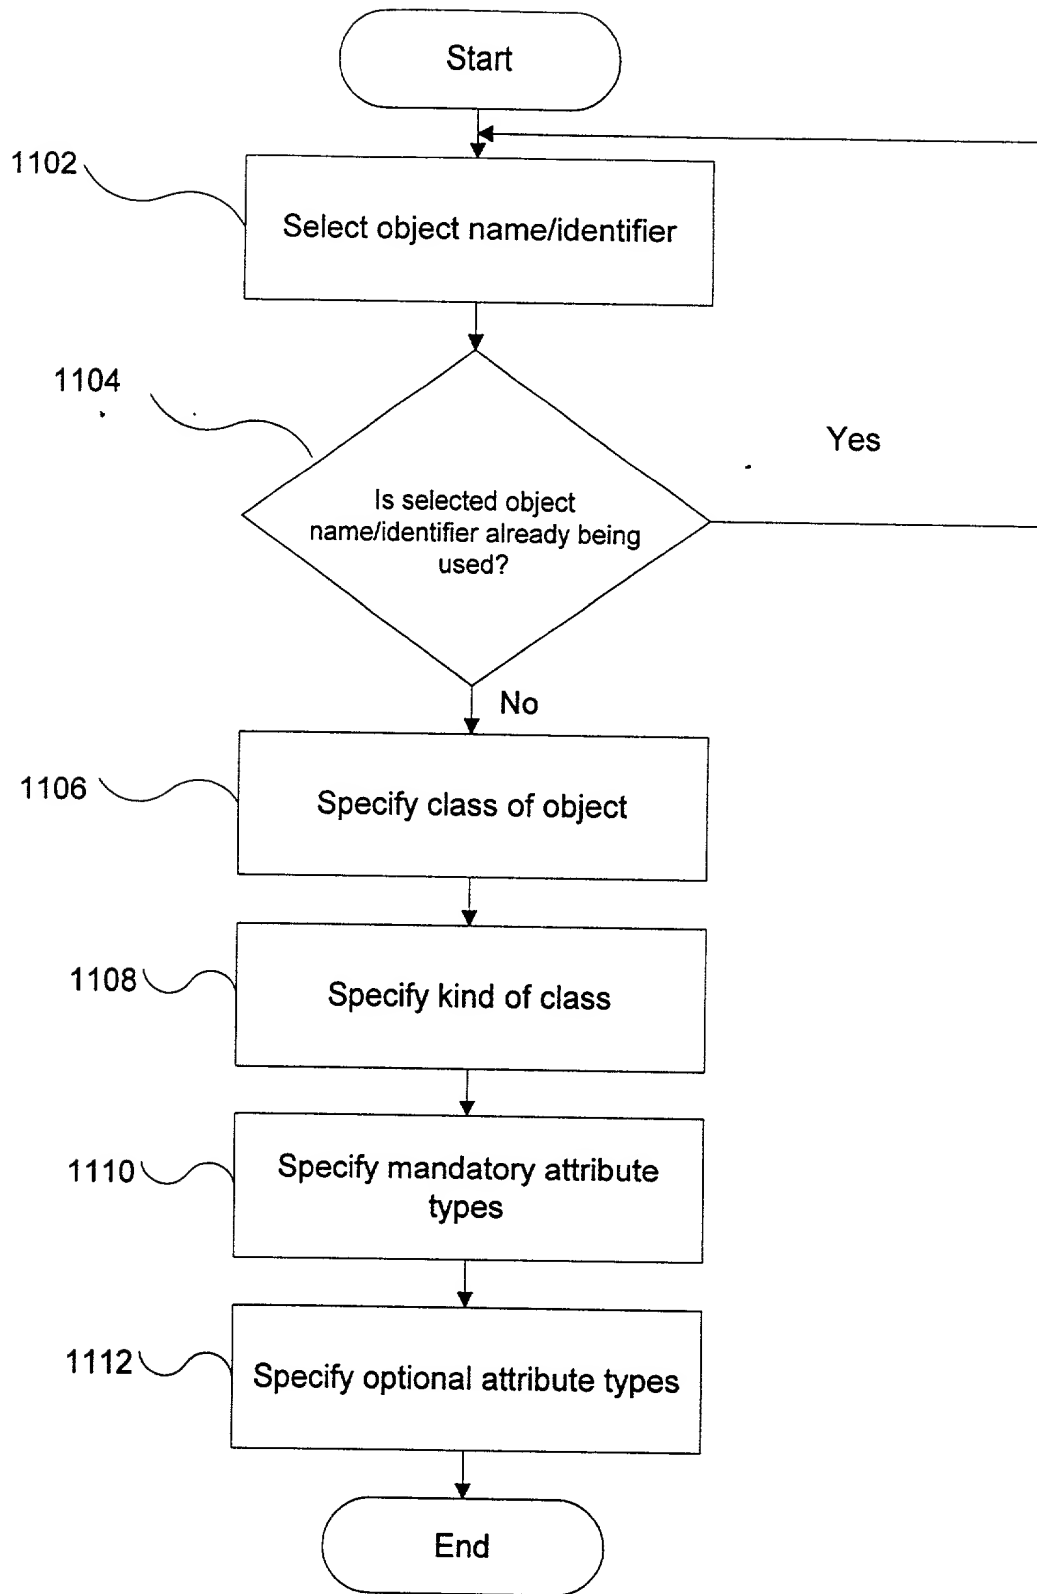 Start
1102
Select object name/identifier
1104
Yes
Is selected object
name/identifier already being
used?
No
1106
Specify class of object
1108
Specify kind of class
1110
Specify mandatory attribute
types
1112
Specify optional attribute types
End